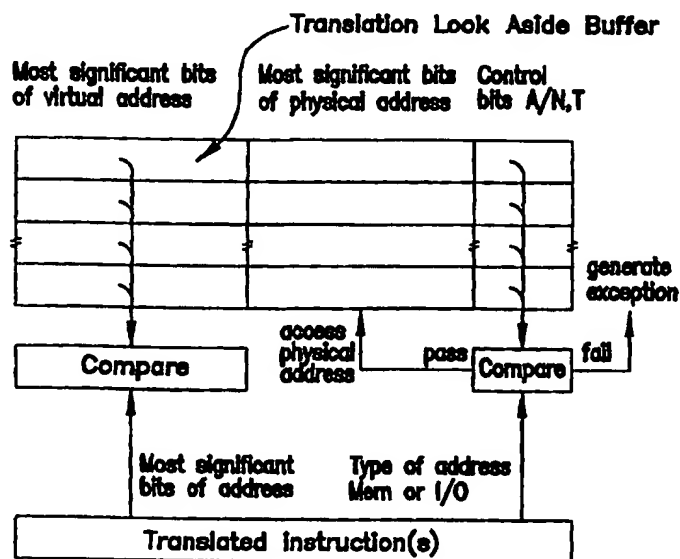 Translation Look Aside Buffer
Most significant bits
of virtual address
Most significant bits
of physical address
Control
bits A/N,T
generate
exception
access
physical
address
pass
fail
Compare
Compare
Most significant
bits of address
Type of address
Mem or I/O
Translated instruction(s)